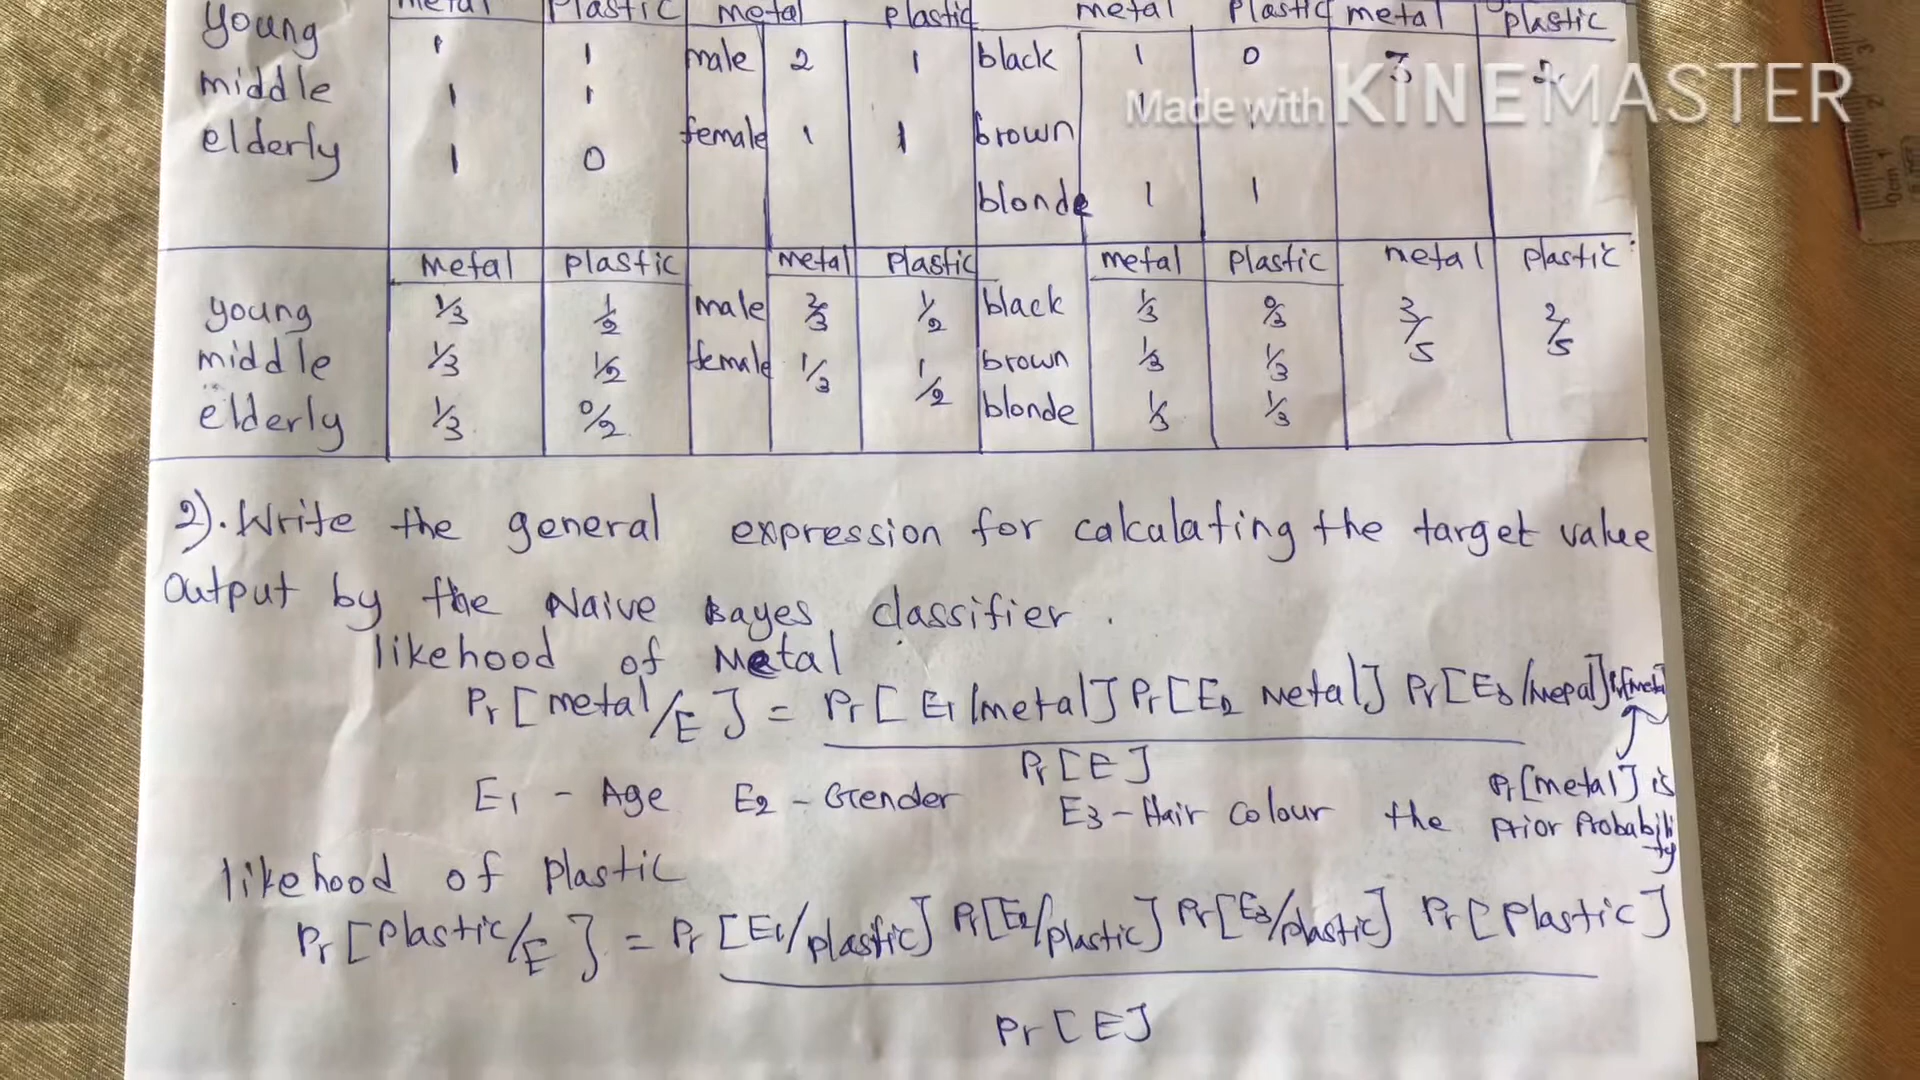 metal plastic metal plastic metal plastic metal plastic
young 1 1 male 2 1 black 1 0 3 2
middle 1 1
Made with KINEMASTER
elderly 1 0 female 1 1 brown 1 1
blonde 1 1
metal plastic metal plastic metal plastic metal plastic
young 1/3 1/2 male 2/3 1/2 black 1/3 0/3 3/5 2/5
middle 1/3 1/2 female 1/3 1/2 brown 1/3 1/3
elderly 1/3 0/2 blonde 1/3 1/3
2). Write the general expression for calculating the target value
output by the Naive Bayes classifier.
likehood of Metal
Pr[metal/E] = Pr[E1/metal] Pr[E2 Metal] Pr[E3/mepal]
Pr[E]
E1 - Age E2 - Gender E3 - Hair colour Pr[metal] is
the prior Probability
likehood of plastic
Pr[Plastic/E] = Pr[E1/plastic] Pr[E2/plastic] Pr[E3/plastic] Pr[plastic]
Pr[E]